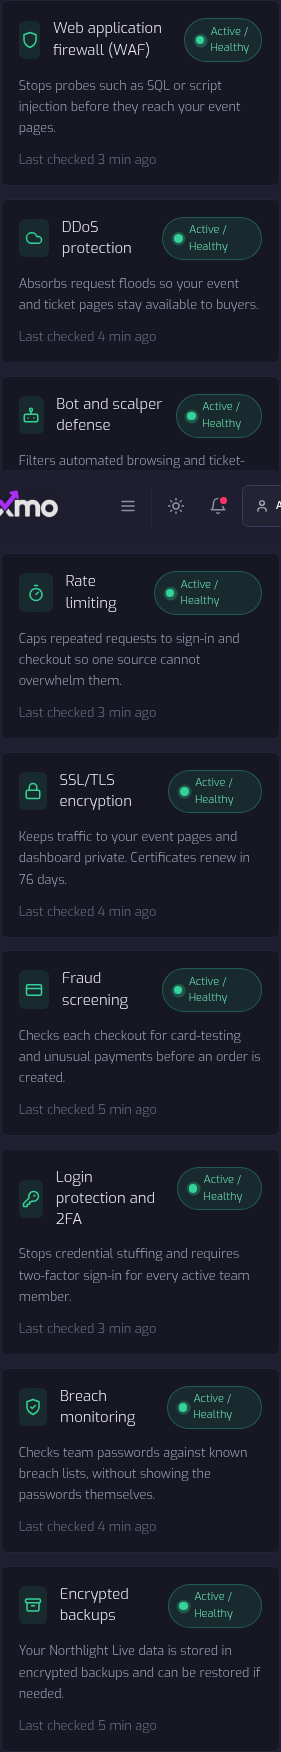 Web application
firewall (WAF)
Active /
Healthy
Stops probes such as SQL or script
injection before they reach your event
pages.
Last checked 3 min ago
DDoS
protection
Active /
Healthy
Absorbs request floods so your event
and ticket pages stay available to buyers.
Last checked 4 min ago
Bot and scalper
defense
Active /
Healthy
Filters automated browsing and ticket-
xmo
A
Rate
limiting
Active /
Healthy
Caps repeated requests to sign-in and
checkout so one source cannot
overwhelm them.
Last checked 3 min ago
SSL/TLS
encryption
Active /
Healthy
Keeps traffic to your event pages and
dashboard private. Certificates renew in
76 days.
Last checked 4 min ago
Fraud
screening
Active /
Healthy
Checks each checkout for card-testing
and unusual payments before an order is
created.
Last checked 5 min ago
Login
protection and
2FA
Active /
Healthy
Stops credential stuffing and requires
two-factor sign-in for every active team
member.
Last checked 3 min ago
Breach
monitoring
Active /
Healthy
Checks team passwords against known
breach lists, without showing the
passwords themselves.
Last checked 4 min ago
Encrypted
backups
Active /
Healthy
Your Northlight Live data is stored in
encrypted backups and can be restored if
needed.
Last checked 5 min ago